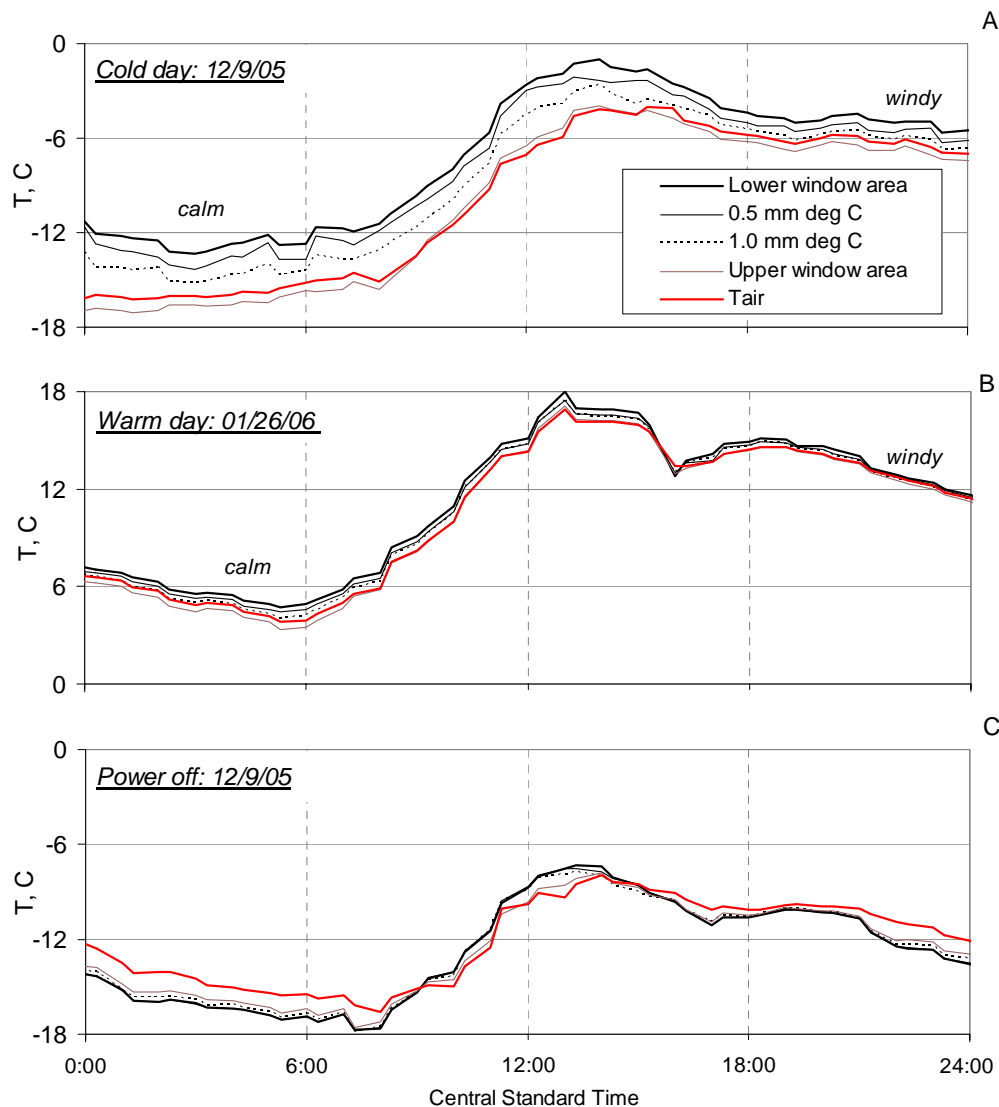 A
0
Cold day: 12/9/05
windy
-6
T, C
calm
Lower window area
0.5 mm deg C
1.0 mm deg C
Upper window area
Tair
-12
-18
B
18
Warm day: 01/26/06
windy
12
T, C
calm
6
0
C
0
Power off: 12/9/05
-6
T, C
-12
-18
0:00 6:00 12:00 18:00 24:00
Central Standard Time